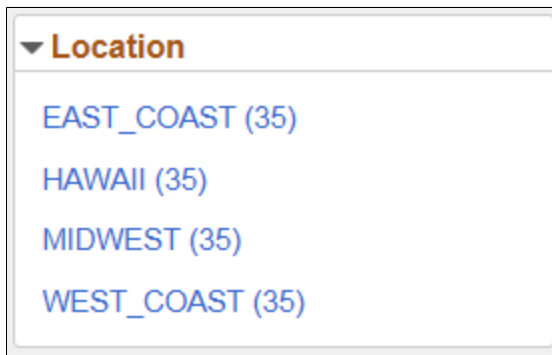 Location
EAST_COAST (35)
HAWAII (35)
MIDWEST (35)
WEST_COAST (35)